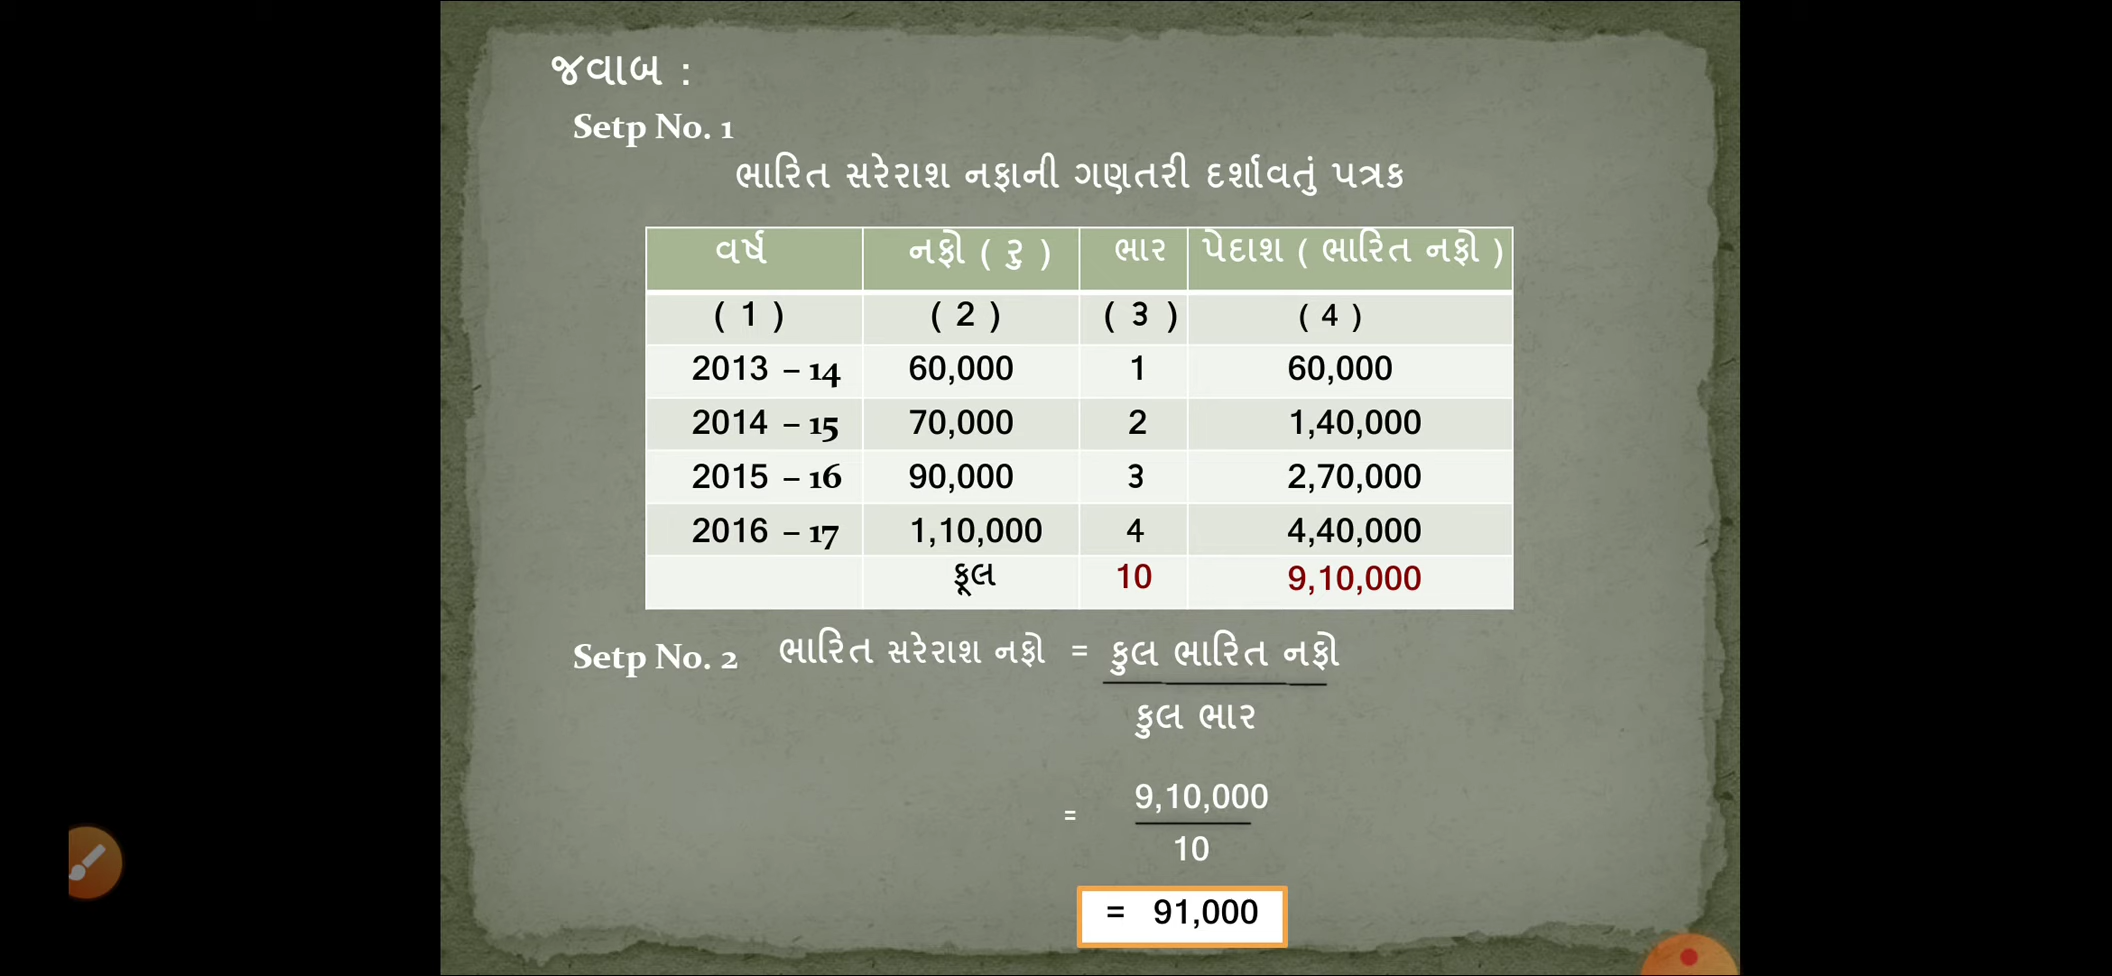 જવાબ :
Setp No. 1
ભારિત સરેરાશ નફાની ગણતરી દર્શાવતું પત્રક
વર્ષ નફો ( રુ ) ભાર પેદાશ ( ભારિત નફો )
( 1 ) ( 2 ) ( 3 ) ( 4 )
2013 – 14 60,000 1 60,000
2014 – 15 70,000 2 1,40,000
2015 – 16 90,000 3 2,70,000
2016 – 17 1,10,000 4 4,40,000
કૂલ 10 9,10,000
Setp No. 2 ભારિત સરેરાશ નફો = કુલ ભારિત નફો
કુલ ભાર
= 9,10,000
10
= 91,000